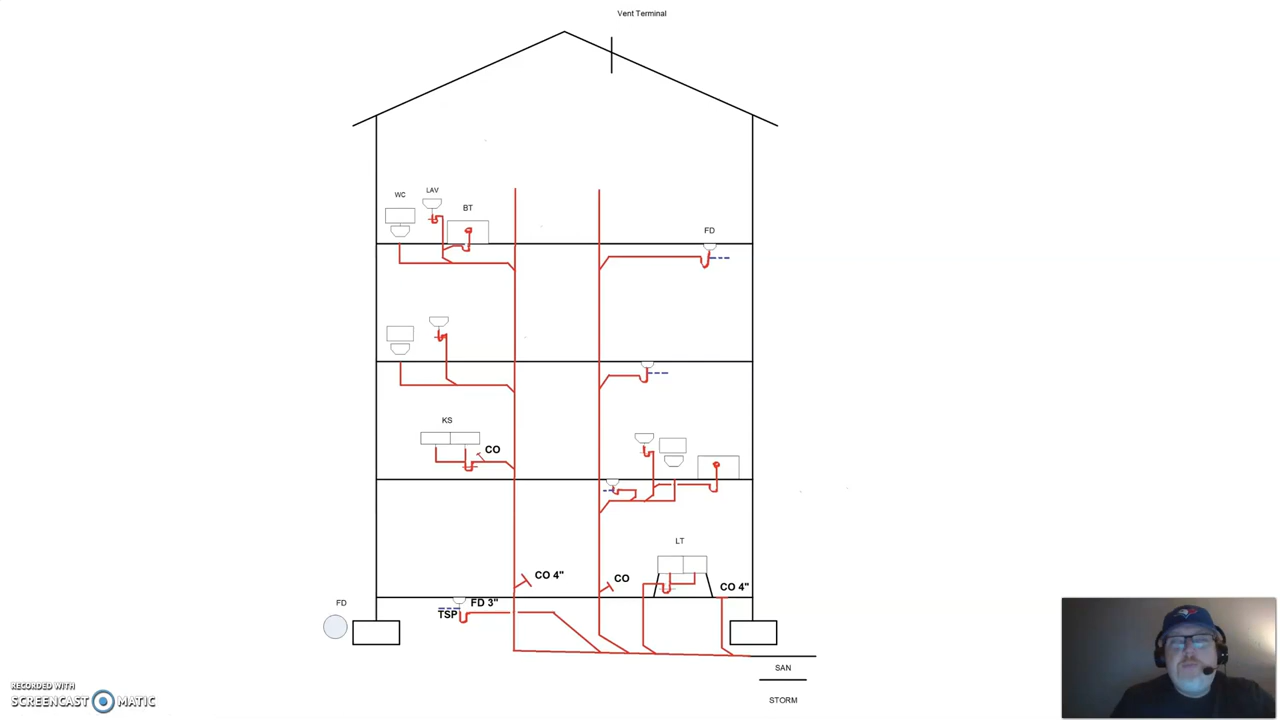 Vent Terminal
WC
LAV
BT
FD
KS
CO
LT
CO 4"
CO
CO 4"
FD
FD 3"
TSP
SAN
STORM
RECORDED WITH
SCREENCAST MATIC